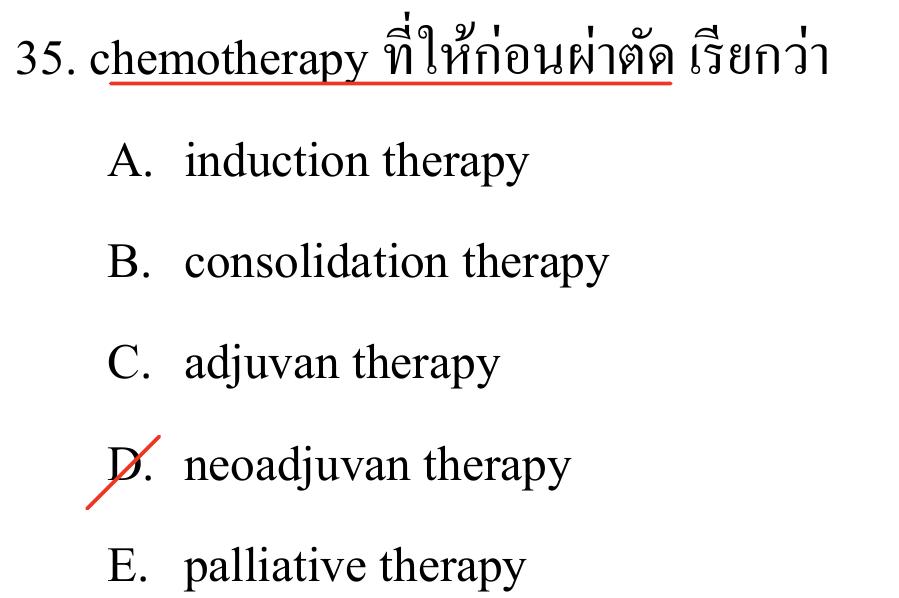 35. chemotherapy ที่ให้ก่อนผ่าตัด เรียกว่า
A. induction therapy
B. consolidation therapy
C. adjuvan therapy
D. neoadjuvan therapy
E. palliative therapy